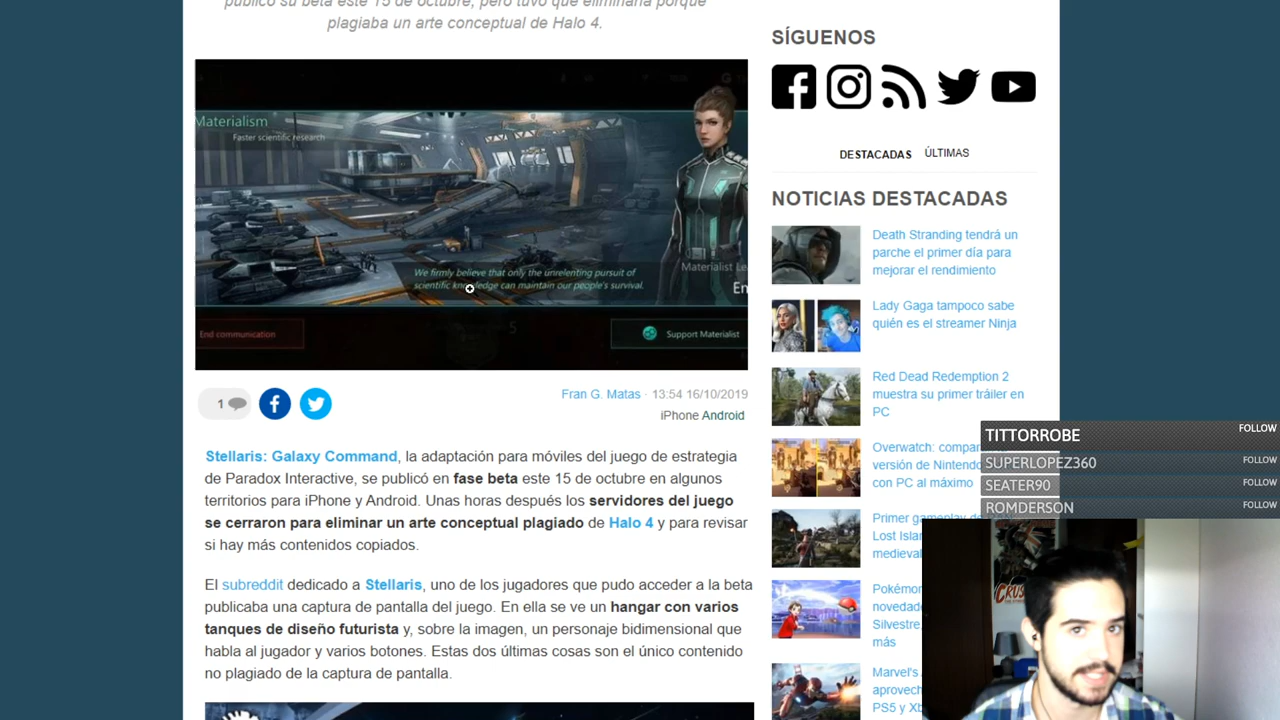 publicó su beta este 15 de octubre, pero tuvo que eliminarla porque
plagiaba un arte conceptual de Halo 4.
Materialism
Faster scientific research
We firmly believe that only the unrelenting pursuit of
scientific knowledge can maintain our people's survival.
Materialist Le
En
End communication
Support Materialist
1
Fran G. Matas · 13:54 16/10/2019
iPhone Android
Stellaris: Galaxy Command, la adaptación para móviles del juego de estrategia
de Paradox Interactive, se publicó en fase beta este 15 de octubre en algunos
territorios para iPhone y Android. Unas horas después los servidores del juego
se cerraron para eliminar un arte conceptual plagiado de Halo 4 y para revisar
si hay más contenidos copiados.
El subreddit dedicado a Stellaris, uno de los jugadores que pudo acceder a la beta
publicaba una captura de pantalla del juego. En ella se ve un hangar con varios
tanques de diseño futurista y, sobre la imagen, un personaje bidimensional que
habla al jugador y varios botones. Estas dos últimas cosas son el único contenido
no plagiado de la captura de pantalla.
SÍGUENOS
DESTACADAS ÚLTIMAS
NOTICIAS DESTACADAS
Death Stranding tendrá un
parche el primer día para
mejorar el rendimiento
Lady Gaga tampoco sabe
quién es el streamer Ninja
Red Dead Redemption 2
muestra su primer tráiler en
PC
Overwatch: compar
versión de Nintendo
con PC al máximo
Primer gameplay de
Lost Islan
medieval
Pokémon
novedade
Silvestre,
más
Marvel's
aprovech
PS5 y Xb
TITTORROBE FOLLOW
SUPERLOPEZ360 FOLLOW
SEATER90 FOLLOW
ROMDERSON FOLLOW